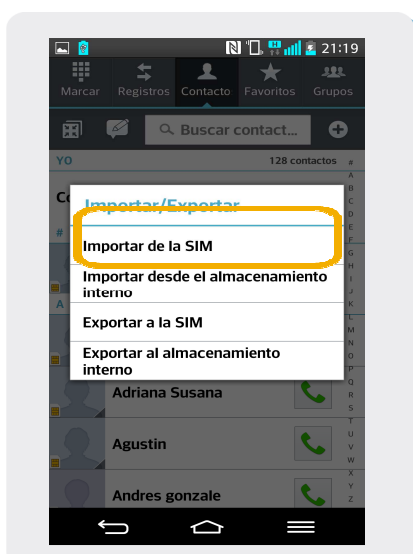 21:19
Marcar Registros Contacto Favoritos Grupos
Buscar contact...
YO 128 contactos
Importar/Exportar
Importar de la SIM
Importar desde el almacenamiento
interno
Exportar a la SIM
Exportar al almacenamiento
interno
Adriana Susana
Agustin
Andres gonzale
#
A
#
A
B
C
D
E
F
G
H
I
J
K
L
M
N
O
P
Q
R
S
T
U
V
W
X
Y
Z